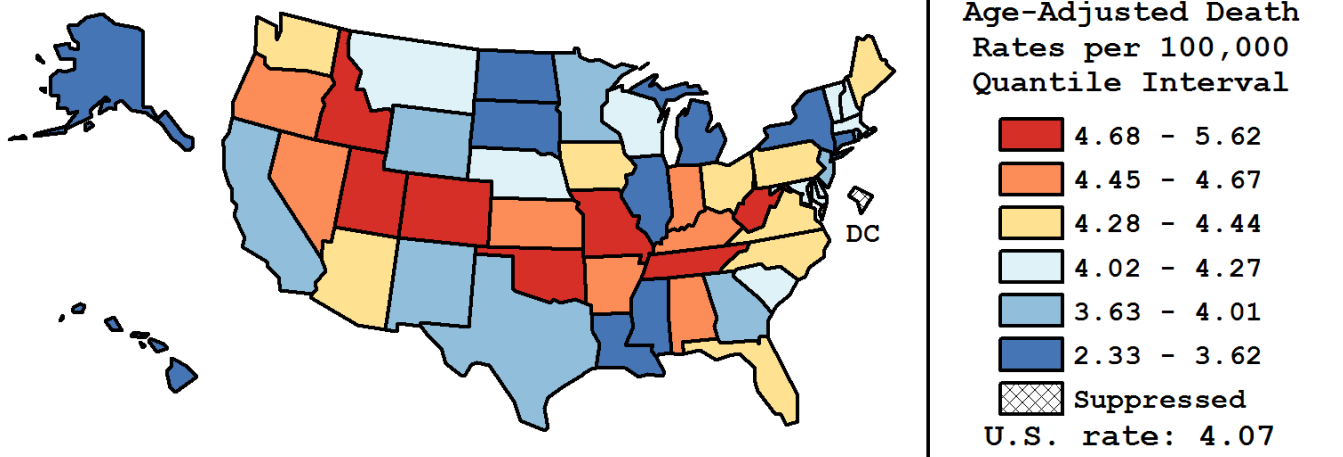 Age-Adjusted Death
Rates per 100,000
Quantile Interval
4.68 - 5.62
4.45 - 4.67
4.28 - 4.44
4.02 - 4.27
3.63 - 4.01
2.33 - 3.62
Suppressed
U.S. rate: 4.07
DC